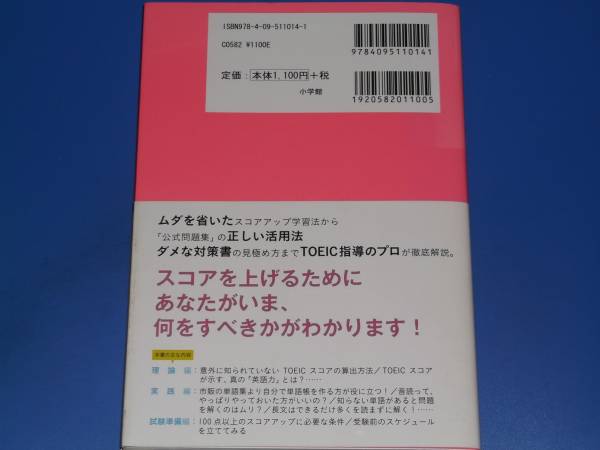 ISBN978-4-09-511014-1
C0582 ¥1100E
定価：本体1,100円＋税
小学館
9784095110141
1920582011005
ムダを省いたスコアアップ学習法から
「公式問題集」の正しい活用法
ダメな対策書の見極め方までTOEIC指導のプロが徹底解説。
スコアを上げるために
あなたがいま、
何をすべきかがわかります！
本書の主な内容
理論編：意外に知られていない TOEIC スコアの算出方法／TOEIC スコア
が示す、真の「英語力」とは？……
実践編：市販の単語集より自分で単語帳を作る方が役に立つ！／音読って、
やっぱりやっておいた方がいいの？／知らない単語があると問題
を解くのはムリ？／長文はできるだけ多くを読まずに解く！……
試験準備編：100点以上のスコアアップに必要な条件／受験前のスケジュール
を立ててみる